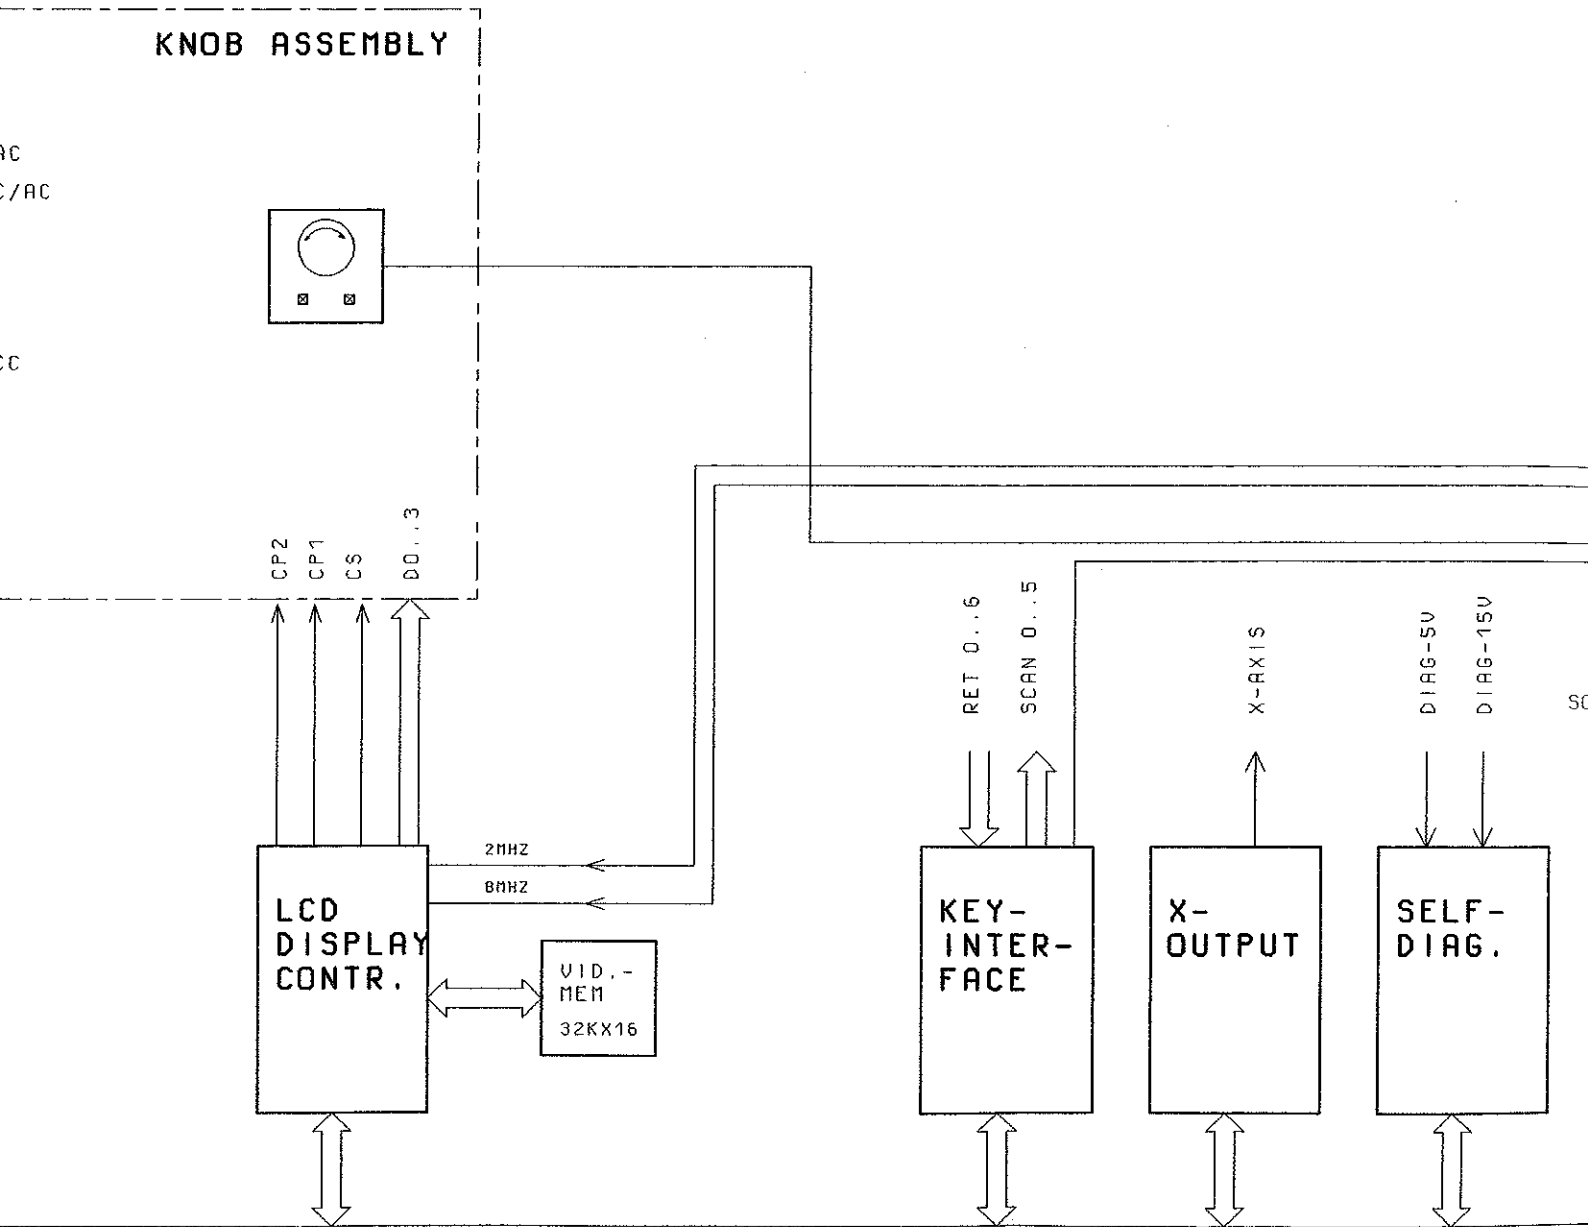 KNOB ASSEMBLY
AC
C/AC
CC
CP2
CP1
CS
D0..3
RET 0..6
SCAN 0..5
X-AXIS
DIAG-5V
DIAG-15V
SC
2MHZ
8MHZ
LCD
DISPLAY
CONTR.
VID.-
MEM
32KX16
KEY-
INTER-
FACE
X-
OUTPUT
SELF-
DIAG.